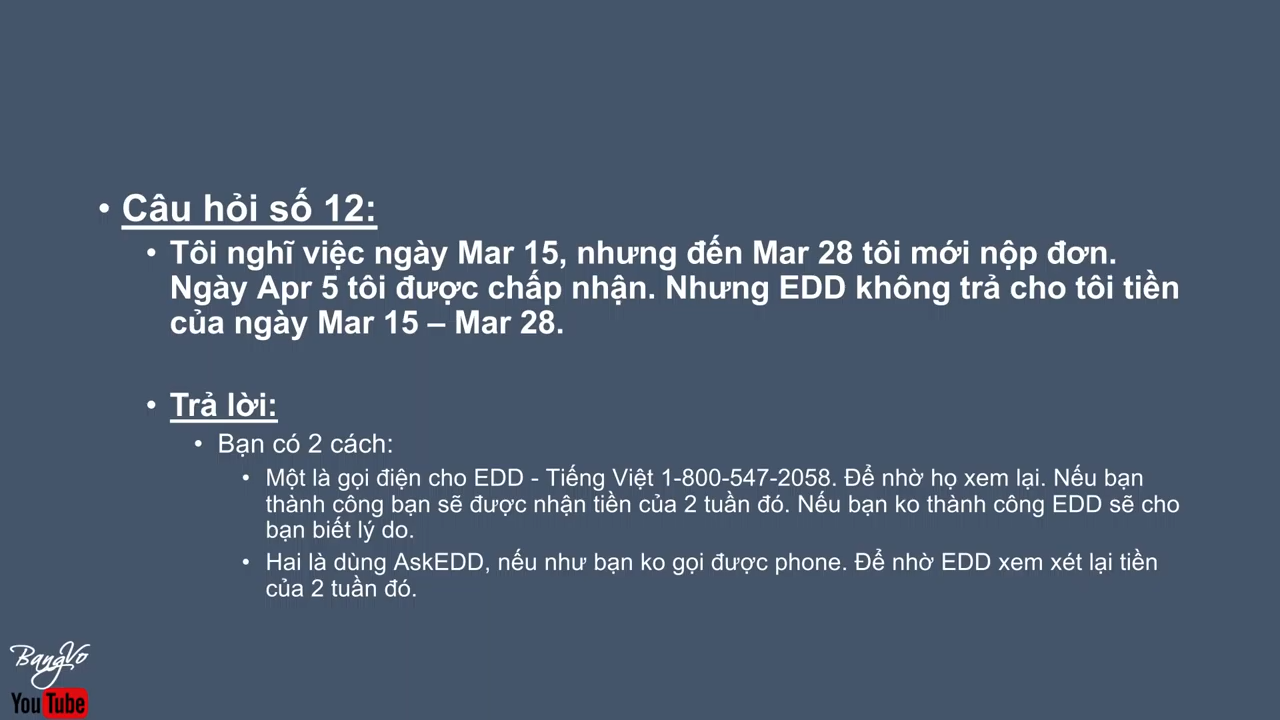 • Câu hỏi số 12:
• Tôi nghĩ việc ngày Mar 15, nhưng đến Mar 28 tôi mới nộp đơn.
Ngày Apr 5 tôi được chấp nhận. Nhưng EDD không trả cho tôi tiền
của ngày Mar 15 – Mar 28.
• Trả lời:
• Bạn có 2 cách:
• Một là gọi điện cho EDD - Tiếng Việt 1-800-547-2058. Để nhờ họ xem lại. Nếu bạn
thành công bạn sẽ được nhận tiền của 2 tuần đó. Nếu bạn ko thành công EDD sẽ cho
bạn biết lý do.
• Hai là dùng AskEDD, nếu như bạn ko gọi được phone. Để nhờ EDD xem xét lại tiền
của 2 tuần đó.
BangVo
YouTube